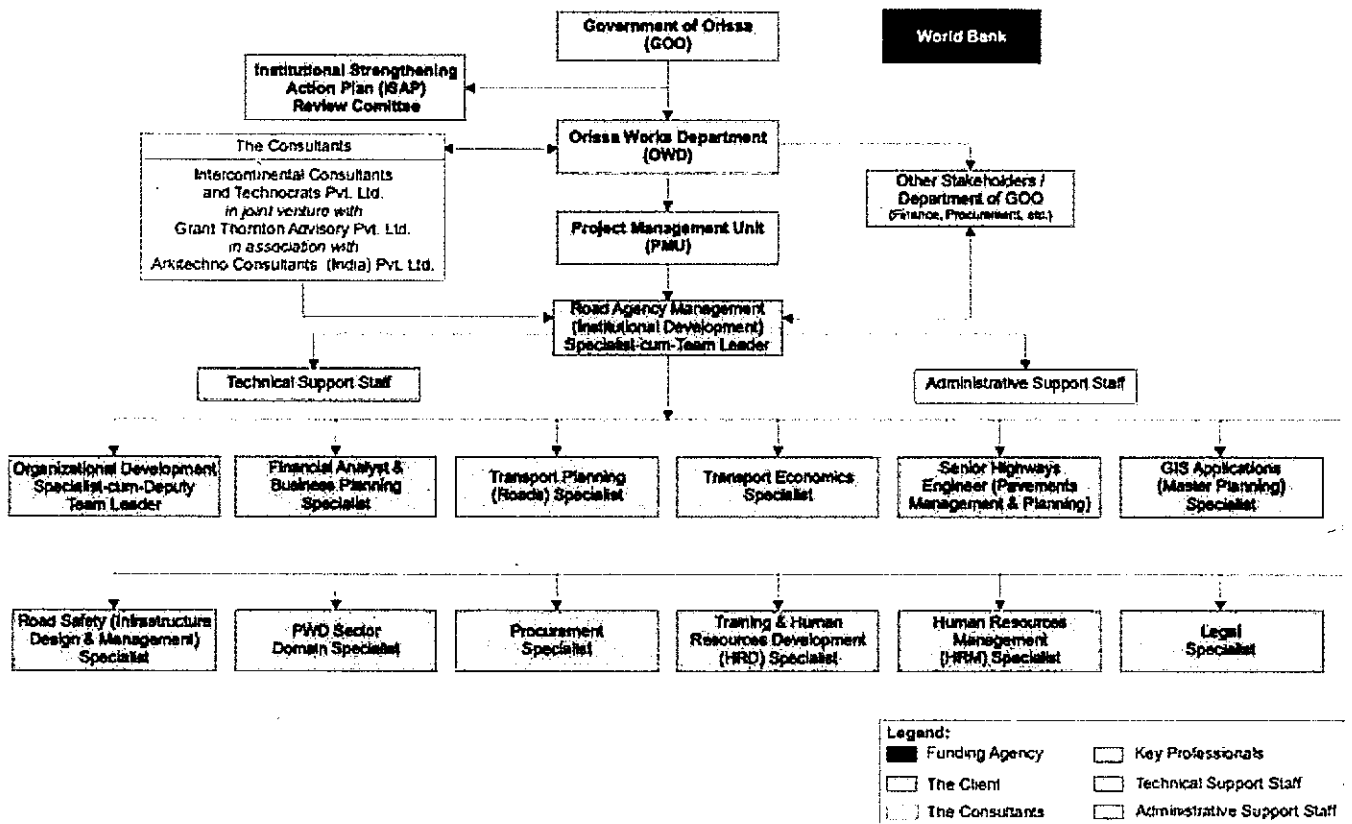 Government of Orissa
(GOO)
World Bank
Institutional Strengthening
Action Plan (ISAP)
Review Comittee
Orissa Works Department
(OWD)
The Consultants
Intercontinental Consultants
and Technocrats Pvt. Ltd.
in joint venture with
Grant Thornton Advisory Pvt. Ltd.
in association with
Arkitechno Consultants (India) Pvt. Ltd.
Other Stakeholders /
Department of GOO
(Finance, Procurement, etc.)
Project Management Unit
(PMU)
Road Agency Management
(Institutional Development)
Specialist-cum-Team Leader
Technical Support Staff
Administrative Support Staff
Organizational Development
Specialist-cum-Deputy
Team Leader
Financial Analyst &
Business Planning
Specialist
Transport Planning
(Roads) Specialist
Transport Economics
Specialist
Senior Highways
Engineer (Pavements
Management & Planning)
GIS Applications
(Master Planning)
Specialist
Road Safety (Infrastructure
Design & Management)
Specialist
PWD Sector
Domain Specialist
Procurement
Specialist
Training & Human
Resources Development
(HRD) Specialist
Human Resources
Management
(HRM) Specialist
Legal
Specialist
Legend:
Funding Agency
Key Professionals
The Client
Technical Support Staff
The Consultants
Administrative Support Staff